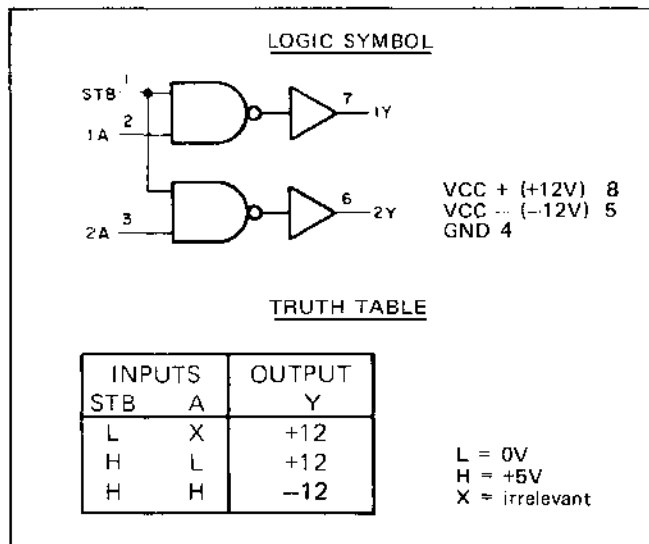 LOGIC SYMBOL
STB 1
1A 2
7 1Y
3
2A
6 2Y
VCC + (+12V) 8
VCC – (–12V) 5
GND 4
TRUTH TABLE
INPUTS OUTPUT
STB A Y
L X +12
H L +12
H H –12
L = 0V
H = +5V
X = irrelevant